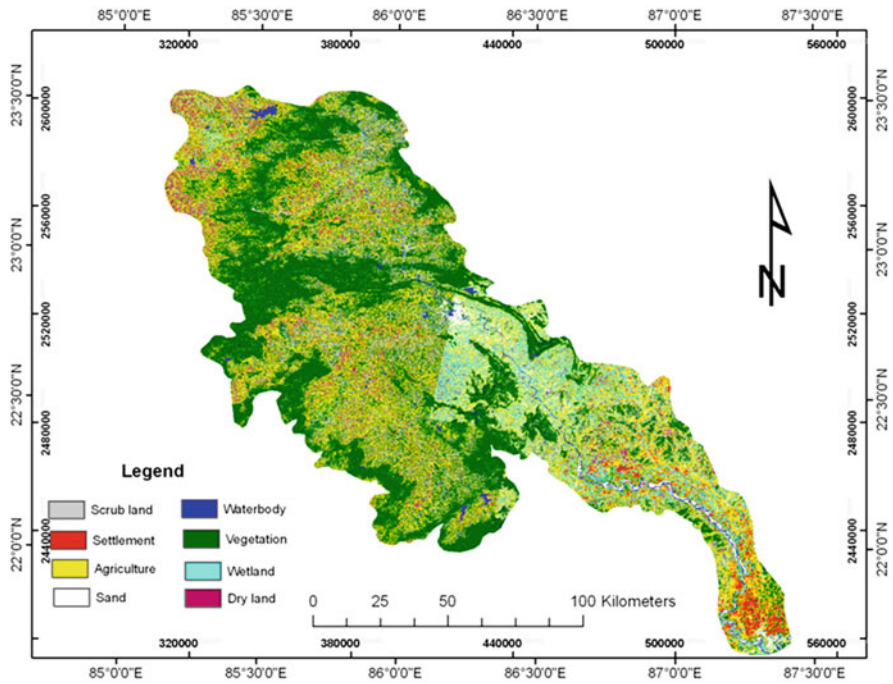 85°0'0"E 85°30'0"E 86°0'0"E 86°30'0"E 87°0'0"E 87°30'0"E
320000 380000 440000 500000 560000
23°30'0"N 2600000 2600000 23°30'0"N
2560000 2560000
23°0'0"N 23°0'0"N
N
2520000 2520000
22°30'0"N 22°30'0"N
2480000 2480000
Legend
Scrub land Waterbody
Settlement Vegetation
Agriculture Wetland
Sand Dry land
22°0'0"N 2440000 2440000 22°0'0"N
0 25 50 100 Kilometers
320000 380000 440000 500000 560000
85°0'0"E 85°30'0"E 86°0'0"E 86°30'0"E 87°0'0"E 87°30'0"E